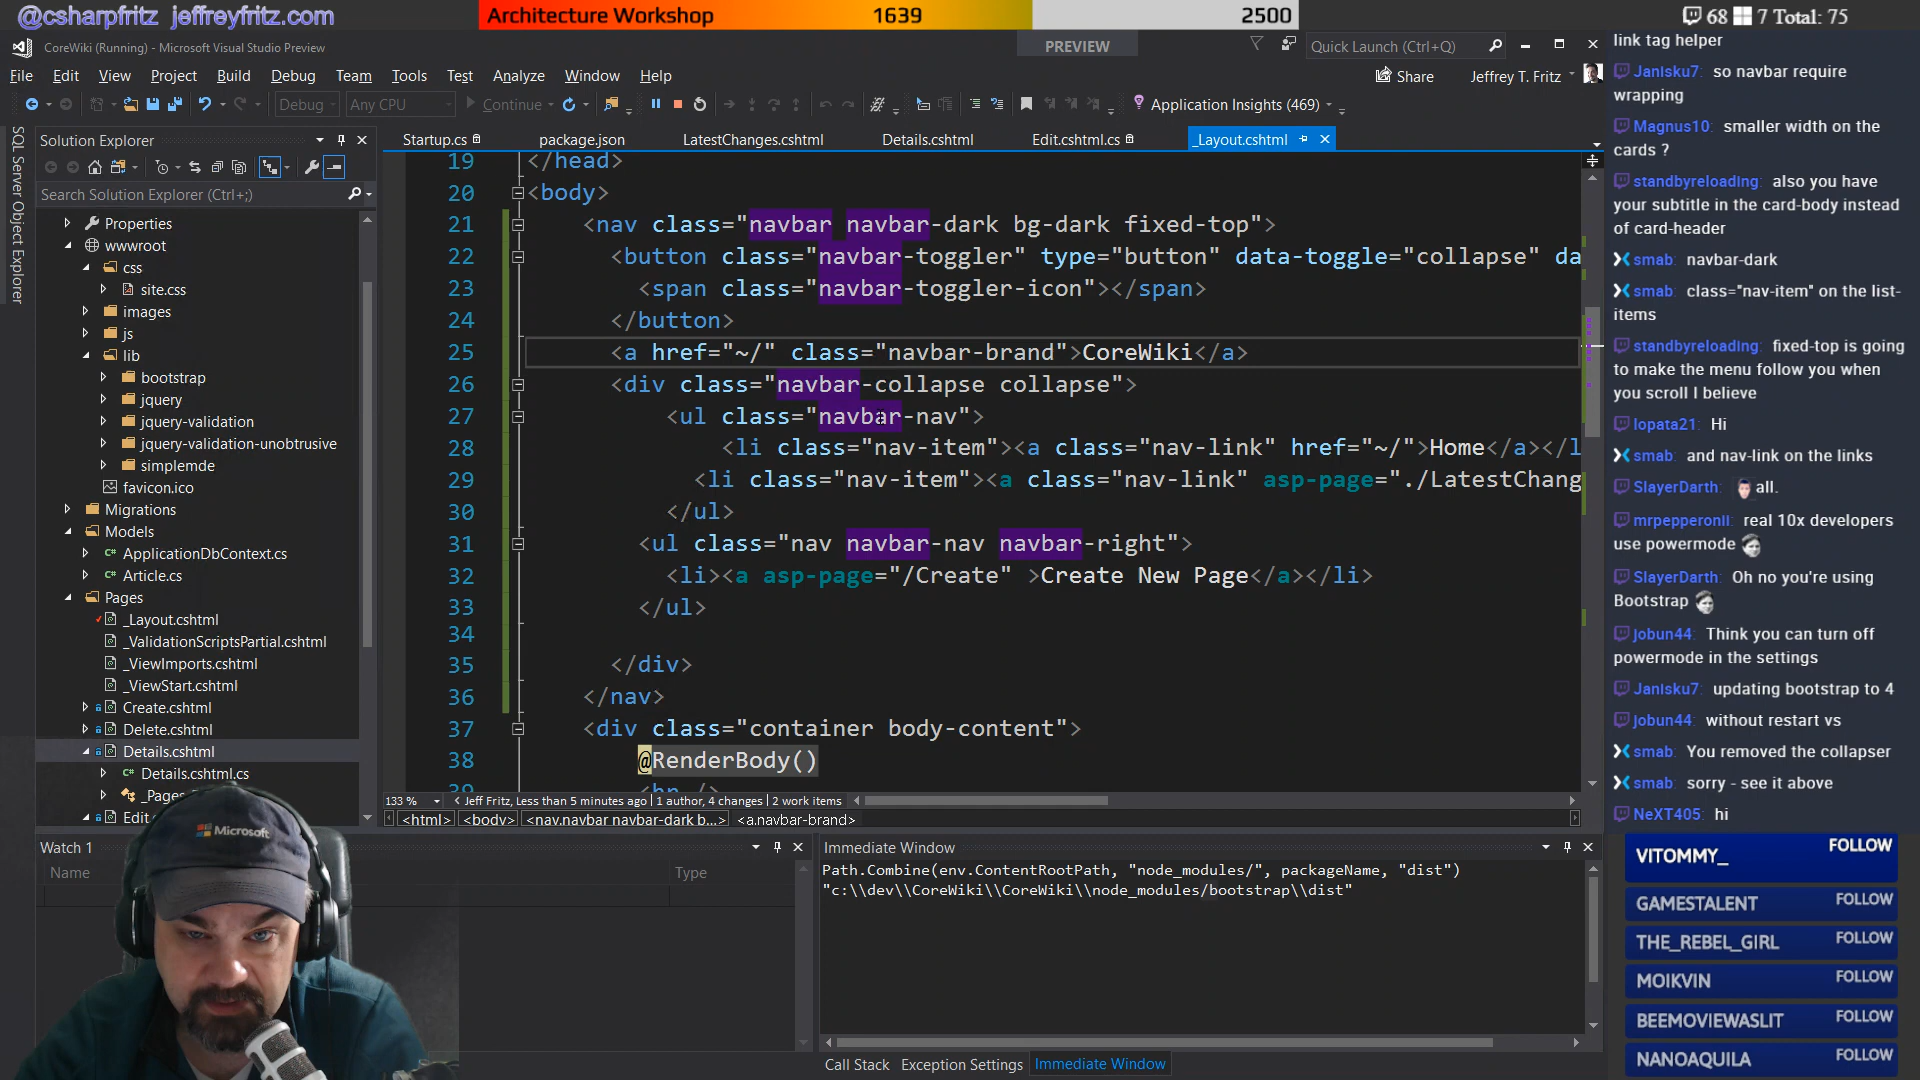 @csharpfritz jeffreyfritz.com
Architecture Workshop 1639 2500
68 7 Total: 75
CoreWiki (Running) - Microsoft Visual Studio Preview
PREVIEW
Quick Launch (Ctrl+Q)
File Edit View Project Build Debug Team Tools Test Analyze Window Help
Share Jeffrey T. Fritz
Debug Any CPU Continue Application Insights (469)
SQL Server Object Explorer
Solution Explorer
Search Solution Explorer (Ctrl+;)
Properties
wwwroot
css
site.css
images
js
lib
bootstrap
jquery
jquery-validation
jquery-validation-unobtrusive
simplemde
favicon.ico
Migrations
Models
ApplicationDbContext.cs
Article.cs
Pages
_Layout.cshtml
_ValidationScriptsPartial.cshtml
_ViewImports.cshtml
_ViewStart.cshtml
Create.cshtml
Delete.cshtml
Details.cshtml
Details.cshtml.cs
_Pages_
Edit
Startup.cs package.json LatestChanges.cshtml Details.cshtml Edit.cshtml.cs _Layout.cshtml
19 </head>
20 <body>
21 <nav class="navbar navbar-dark bg-dark fixed-top">
22 <button class="navbar-toggler" type="button" data-toggle="collapse" da
23 <span class="navbar-toggler-icon"></span>
24 </button>
25 <a href="~/" class="navbar-brand">CoreWiki</a>
26 <div class="navbar-collapse collapse">
27 <ul class="navbar-nav">
28 <li class="nav-item"><a class="nav-link" href="~/">Home</a></l
29 <li class="nav-item"><a class="nav-link" asp-page="./LatestChang
30 </ul>
31 <ul class="nav navbar-nav navbar-right">
32 <li><a asp-page="/Create" >Create New Page</a></li>
33 </ul>
34
35 </div>
36 </nav>
37 <div class="container body-content">
38 @RenderBody()
133 % Jeff Fritz, Less than 5 minutes ago | 1 author, 4 changes | 2 work items
<html> <body> <nav.navbar navbar-dark b...> <a.navbar-brand>
Watch 1
Name Type
Immediate Window
Path.Combine(env.ContentRootPath, "node_modules/", packageName, "dist")
"c:\\dev\\CoreWiki\\CoreWiki\\node_modules/bootstrap\\dist"
Call Stack Exception Settings Immediate Window
Microsoft
link tag helper
Janisku7: so navbar require
wrapping
Magnus10: smaller width on the
cards ?
standbyreloading: also you have
your subtitle in the card-body instead
of card-header
smab: navbar-dark
smab: class="nav-item" on the list-
items
standbyreloading: fixed-top is going
to make the menu follow you when
you scroll I believe
lopata21: Hi
smab: and nav-link on the links
SlayerDarth: all.
mrpepperonii: real 10x developers
use powermode
SlayerDarth: Oh no you're using
Bootstrap
jobun44: Think you can turn off
powermode in the settings
Janisku7: updating bootstrap to 4
jobun44: without restart vs
smab: You removed the collapser
smab: sorry - see it above
NeXT405: hi
VITOMMY_ FOLLOW
GAMESTALENT FOLLOW
THE_REBEL_GIRL FOLLOW
MOIKVIN FOLLOW
BEEMOVIEWASLIT FOLLOW
NANOAQUILA FOLLOW